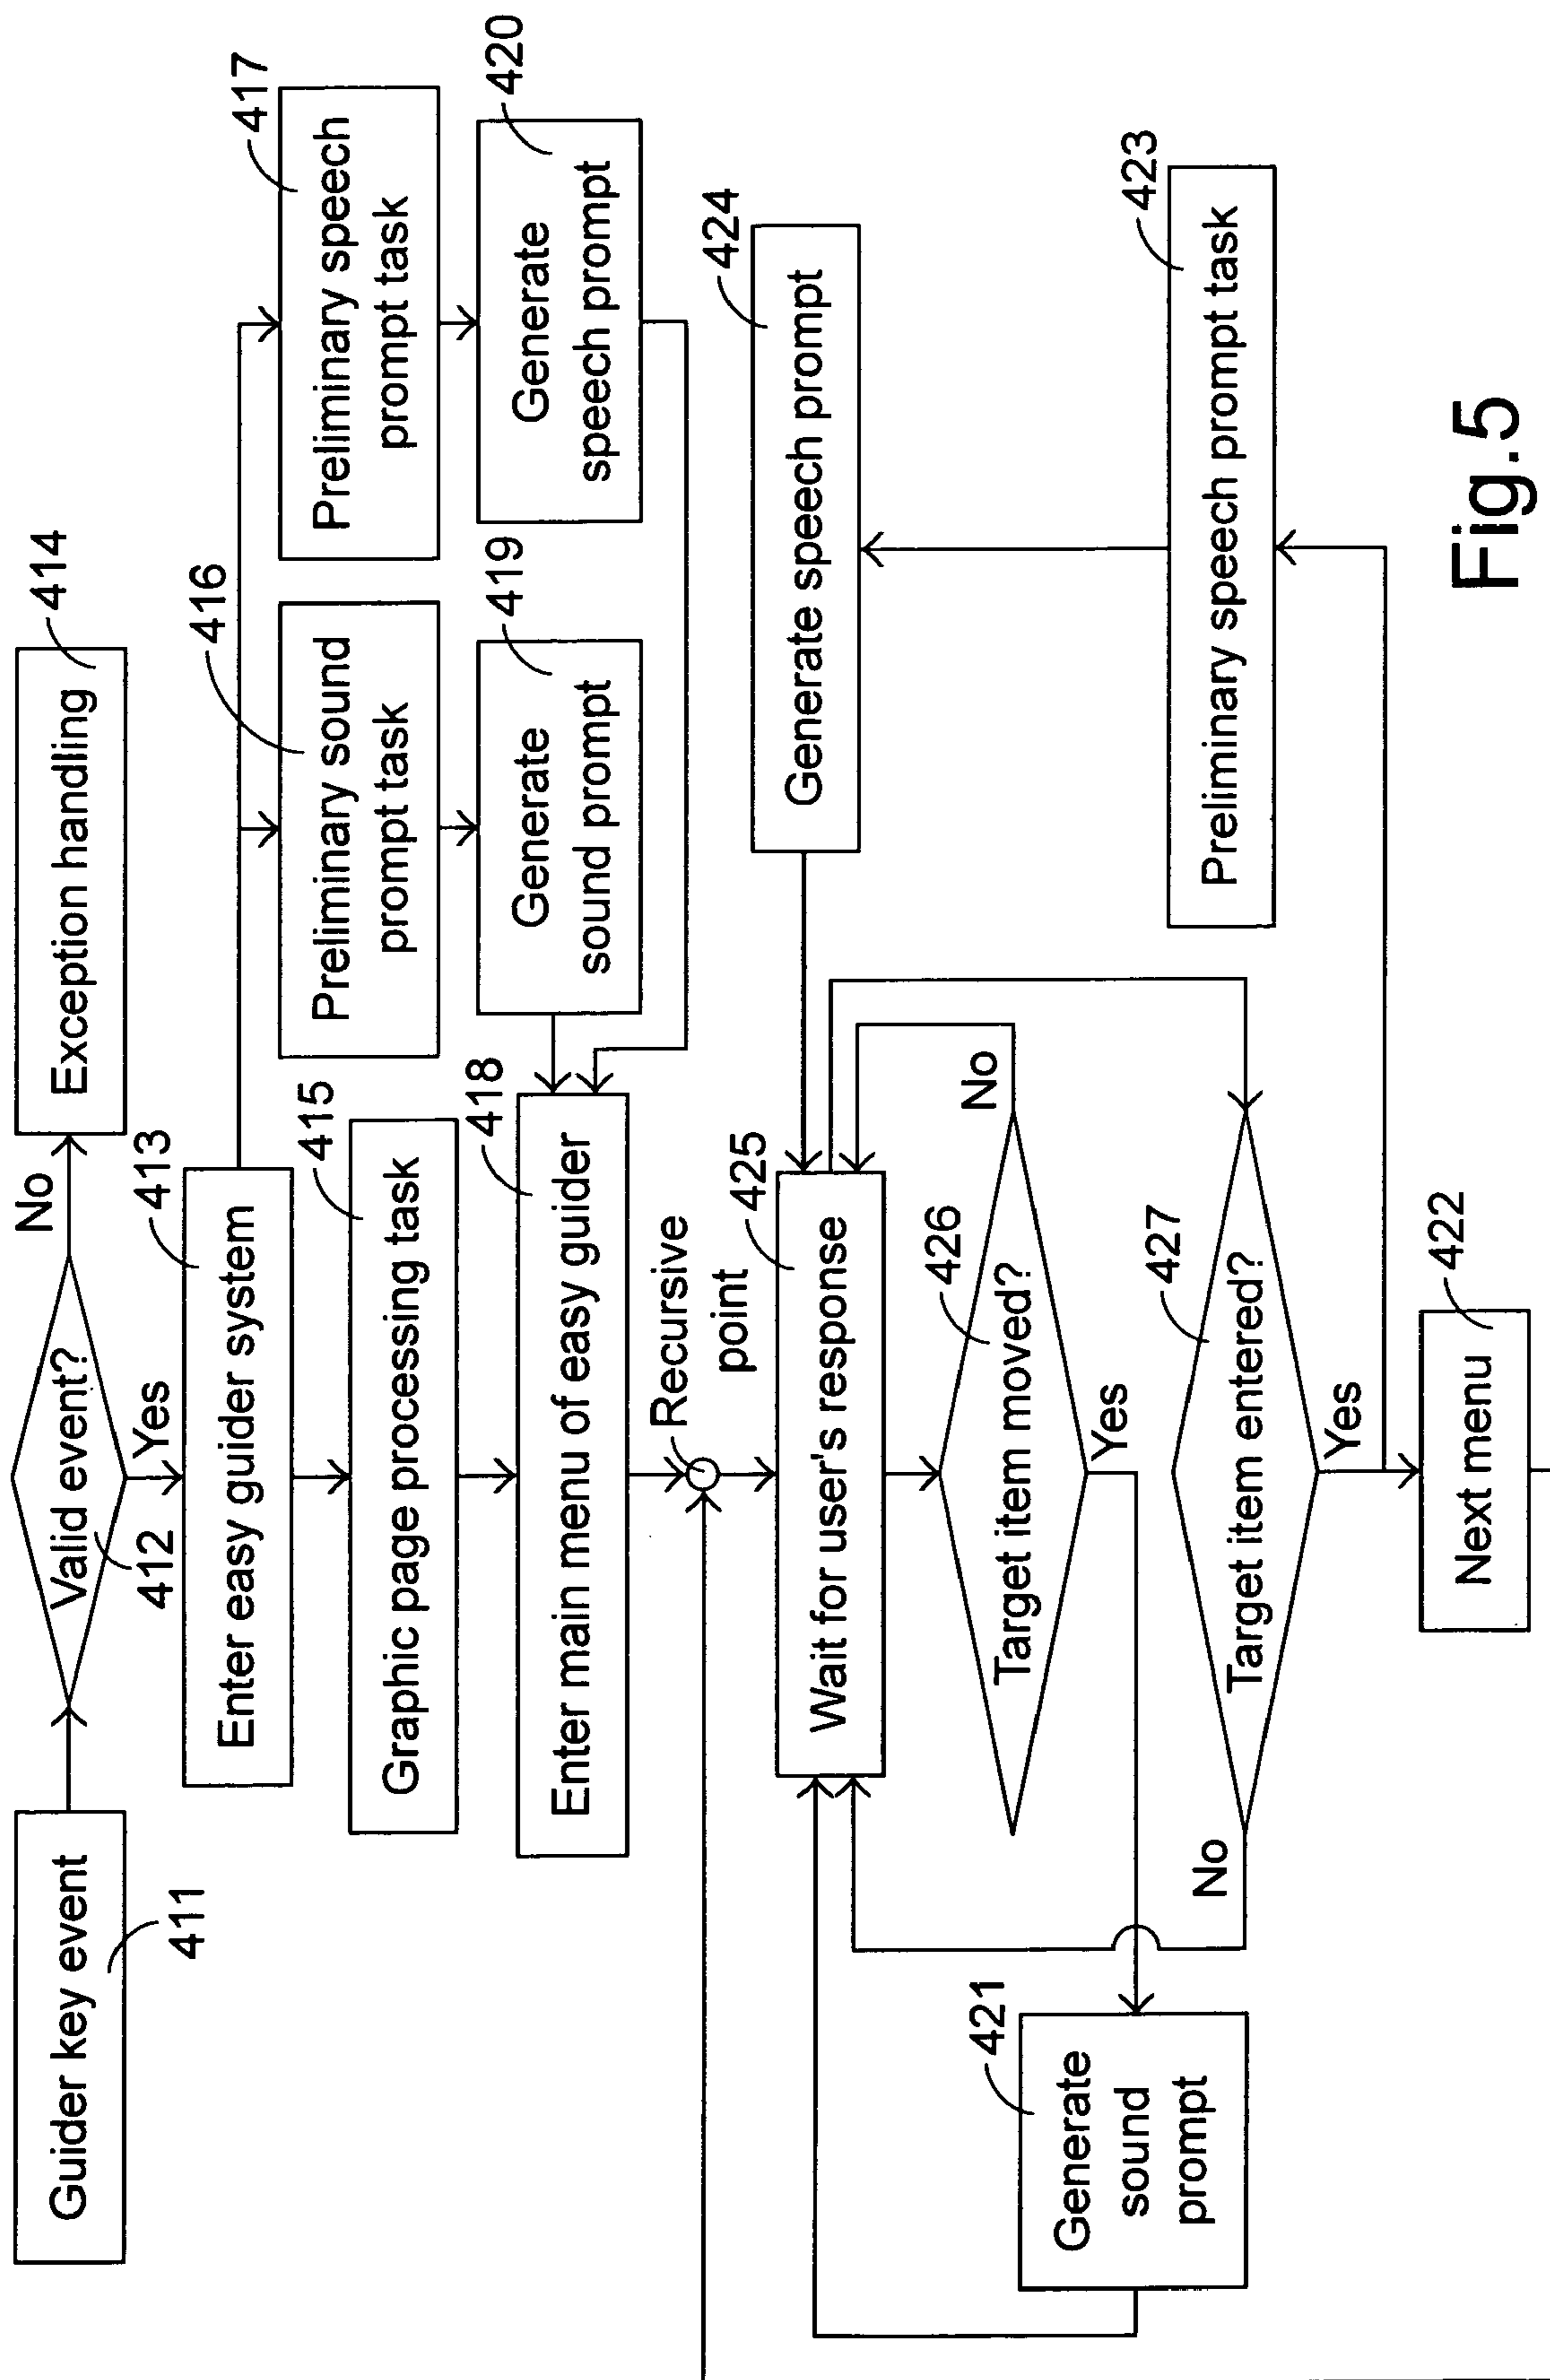 Guider key event
411
Valid event?
412
No
Yes
Exception handling
414
Enter easy guider system
413
Graphic page processing task
415
416
Preliminary sound
prompt task
417
Preliminary speech
prompt task
Generate
sound prompt
419
Generate
speech prompt
420
Enter main menu of easy guider
418
Recursive
point
Wait for user's response
425
Generate speech prompt
424
Target item moved?
426
No
Yes
Generate
sound
prompt
421
Target item entered?
427
No
Yes
Preliminary speech prompt task
423
Next menu
422
Fig.5